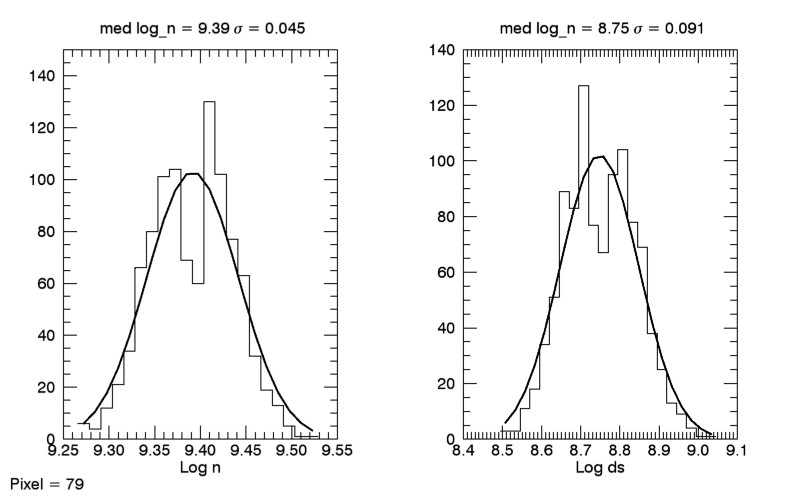 med log_n = 9.39 σ = 0.045
140
120
100
80
60
40
20
0
9.25 9.30 9.35 9.40 9.45 9.50 9.55
Log n
med log_n = 8.75 σ = 0.091
140
120
100
80
60
40
20
0
8.4 8.5 8.6 8.7 8.8 8.9 9.0 9.1
Log ds
Pixel = 79